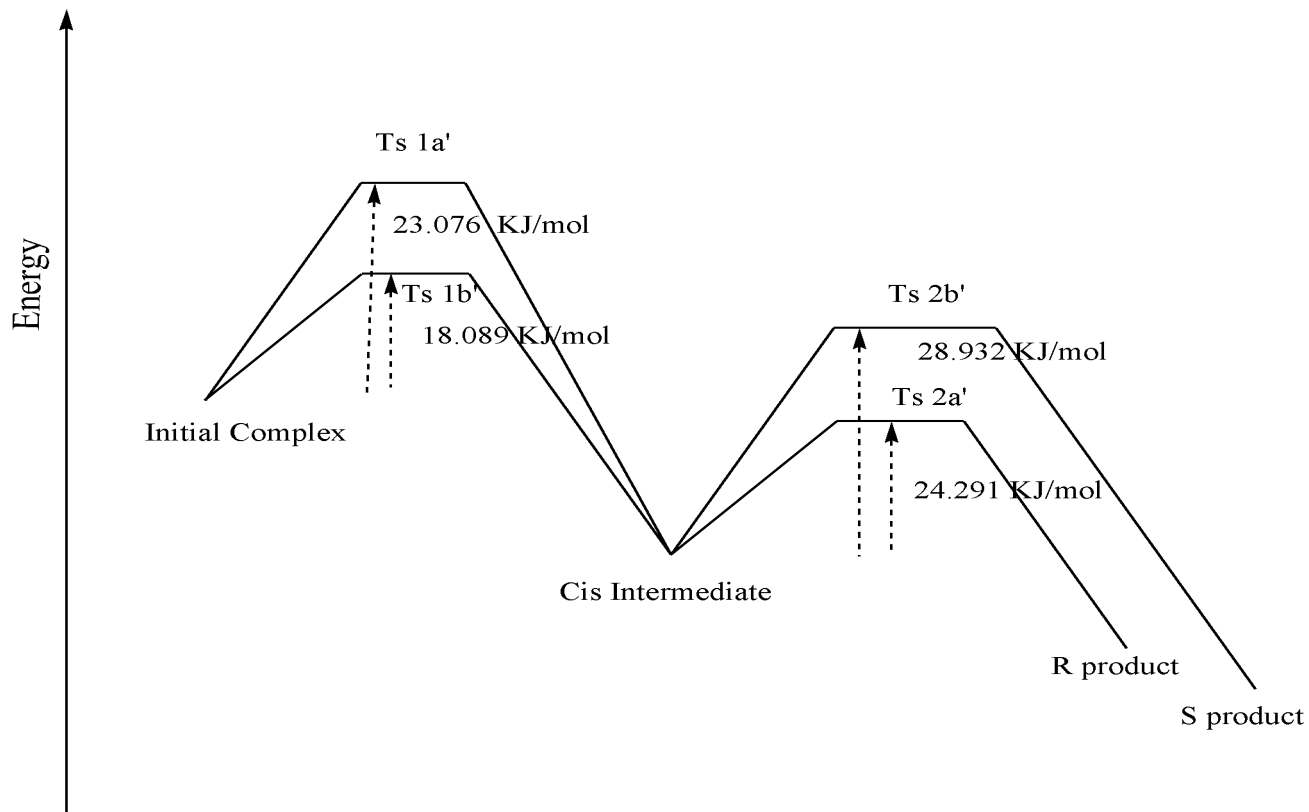 Ts 1a'
23.076 KJ/mol
Ts 1b'
18.089 KJ/mol
Energy
Initial Complex
Ts 2b'
28.932 KJ/mol
Ts 2a'
24.291 KJ/mol
Cis Intermediate
R product
S product